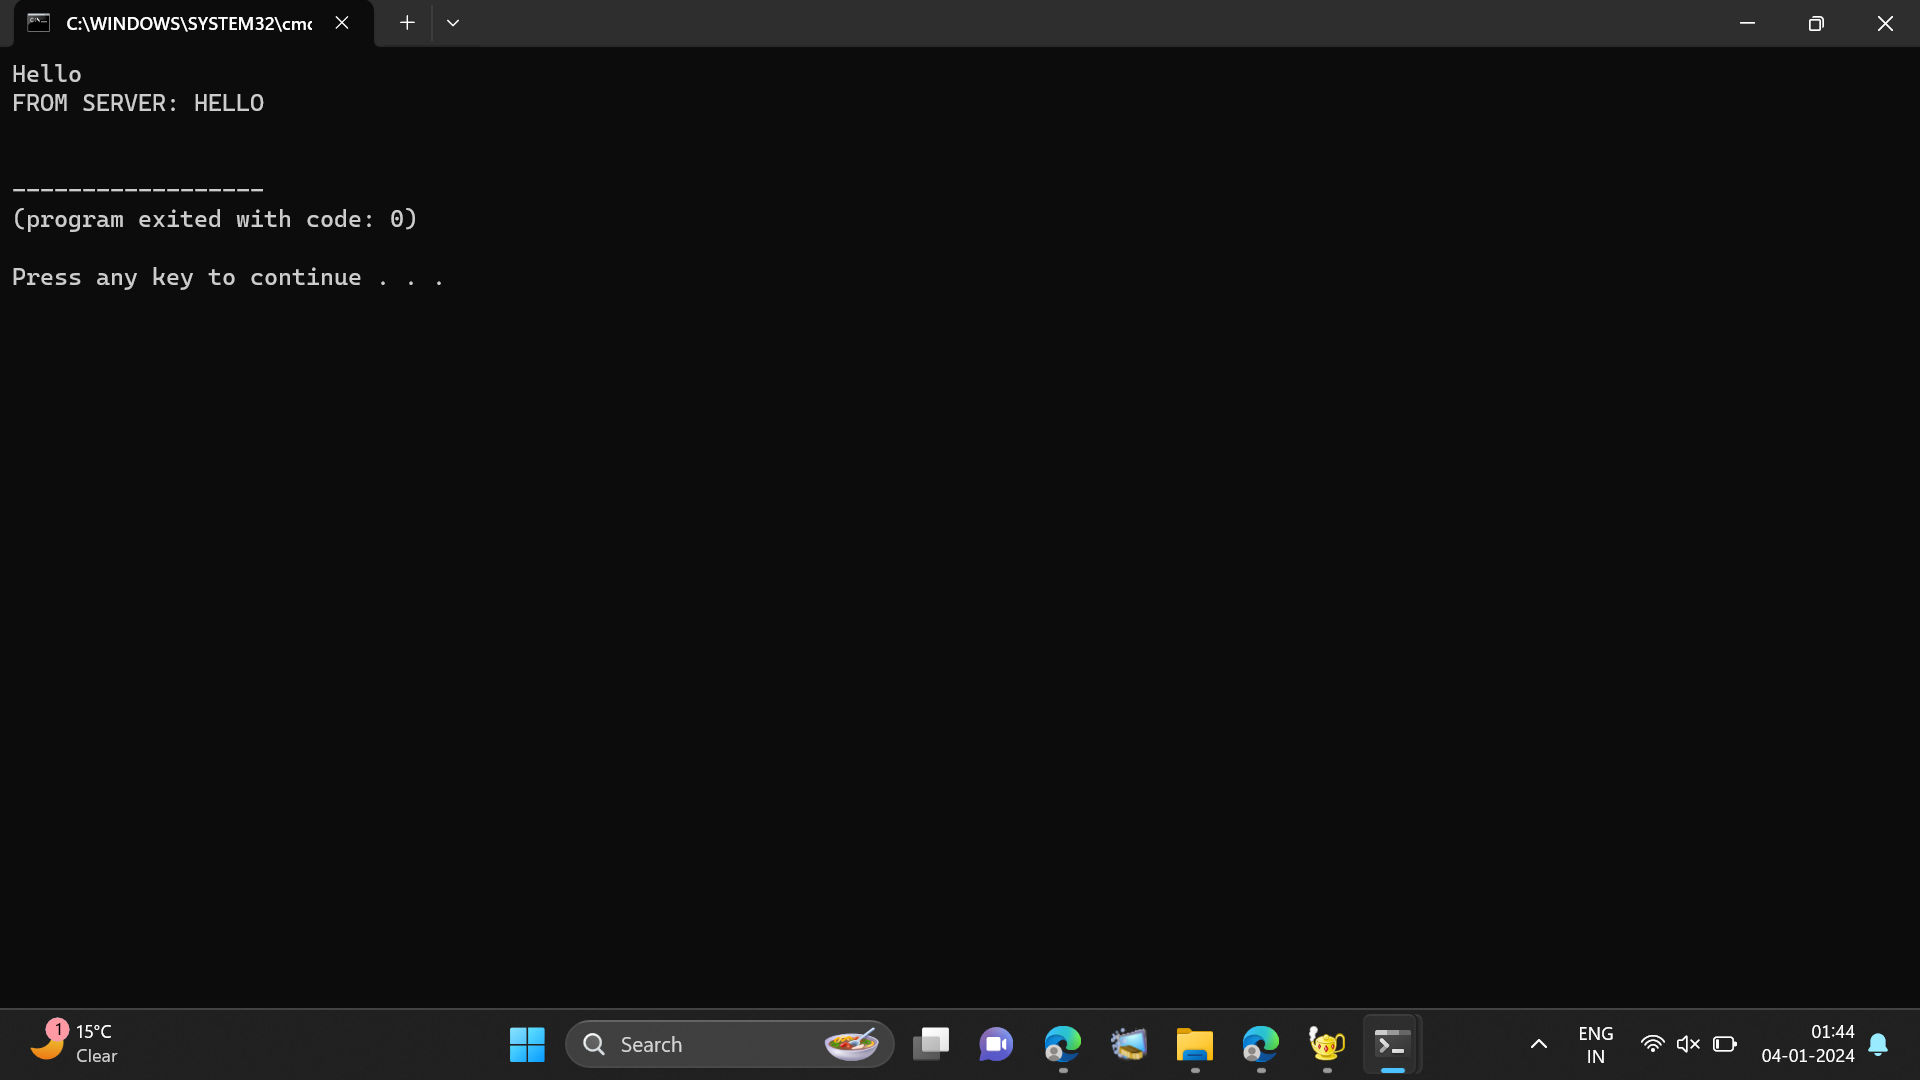 C:\WINDOWS\SYSTEM32\cmd
Hello
FROM SERVER: HELLO
------------------
(program exited with code: 0)
Press any key to continue . . .
1
15°C
Clear
Search
ENG
IN
01:44
04-01-2024